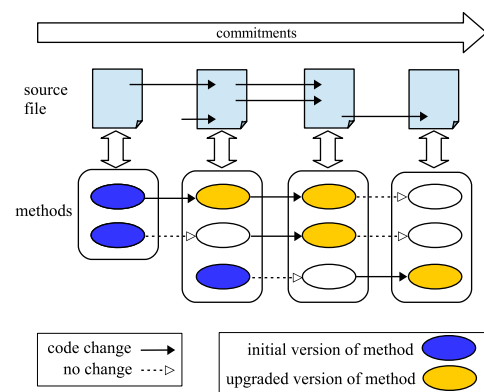 commitments
source
file
methods
code change
no change
initial version of method
upgraded version of method